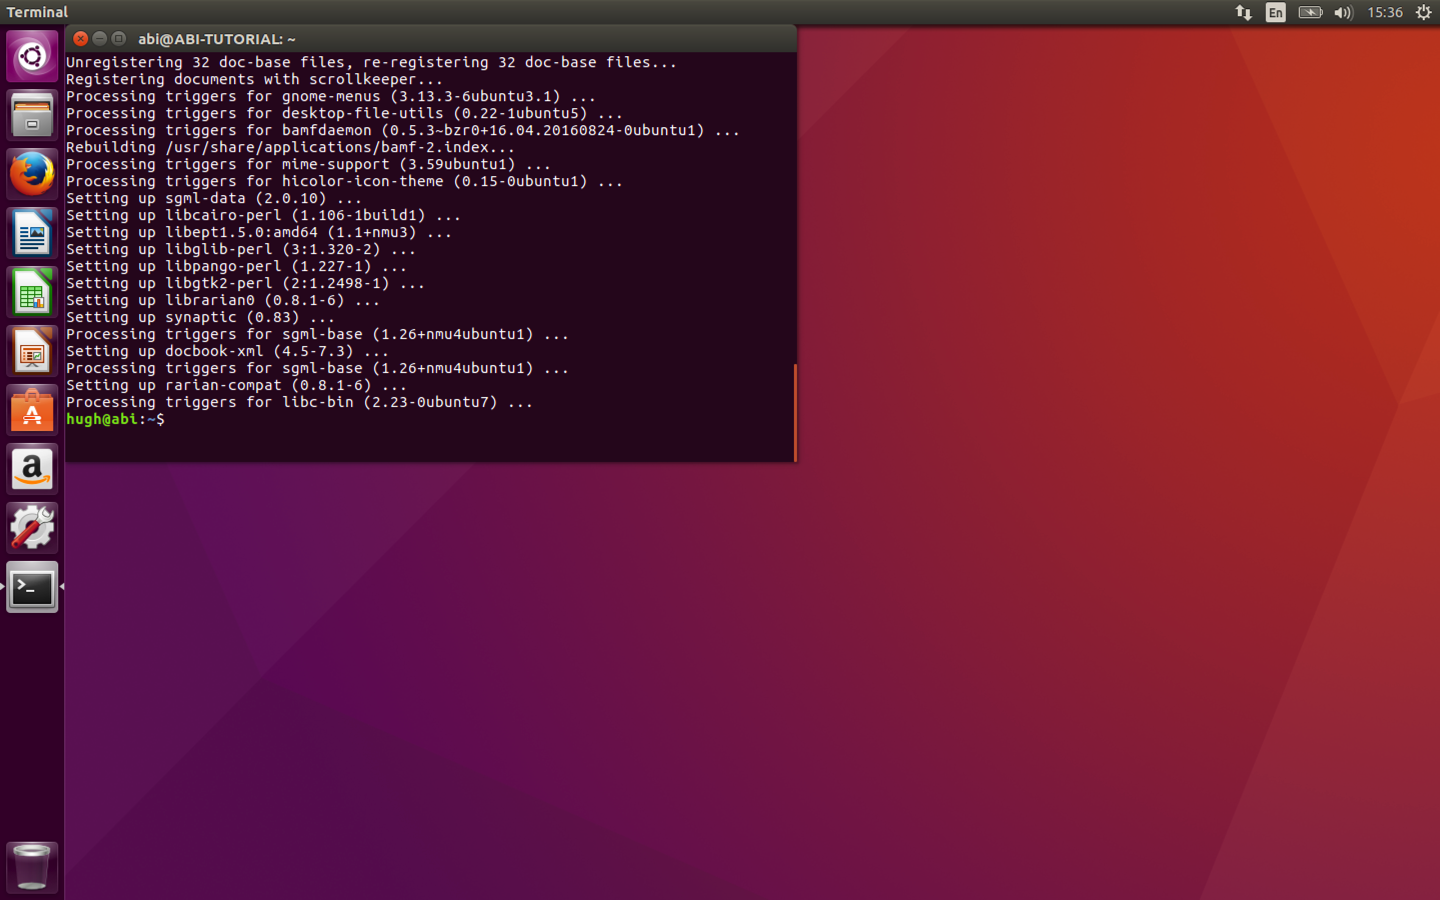 Terminal
En
15:36
abi@ABI-TUTORIAL: ~
Unregistering 32 doc-base files, re-registering 32 doc-base files...
Registering documents with scrollkeeper...
Processing triggers for gnome-menus (3.13.3-6ubuntu3.1) ...
Processing triggers for desktop-file-utils (0.22-1ubuntu5) ...
Processing triggers for bamfdaemon (0.5.3~bzr0+16.04.20160824-0ubuntu1) ...
Rebuilding /usr/share/applications/bamf-2.index...
Processing triggers for mime-support (3.59ubuntu1) ...
Processing triggers for hicolor-icon-theme (0.15-0ubuntu1) ...
Setting up sgml-data (2.0.10) ...
Setting up libcairo-perl (1.106-1build1) ...
Setting up libept1.5.0:amd64 (1.1+nmu3) ...
Setting up libglib-perl (3:1.320-2) ...
Setting up libpango-perl (1.227-1) ...
Setting up libgtk2-perl (2:1.2498-1) ...
Setting up librarian0 (0.8.1-6) ...
Setting up synaptic (0.83) ...
Processing triggers for sgml-base (1.26+nmu4ubuntu1) ...
Setting up docbook-xml (4.5-7.3) ...
Processing triggers for sgml-base (1.26+nmu4ubuntu1) ...
Setting up rarian-compat (0.8.1-6) ...
Processing triggers for libc-bin (2.23-0ubuntu7) ...
hugh@abi:~$